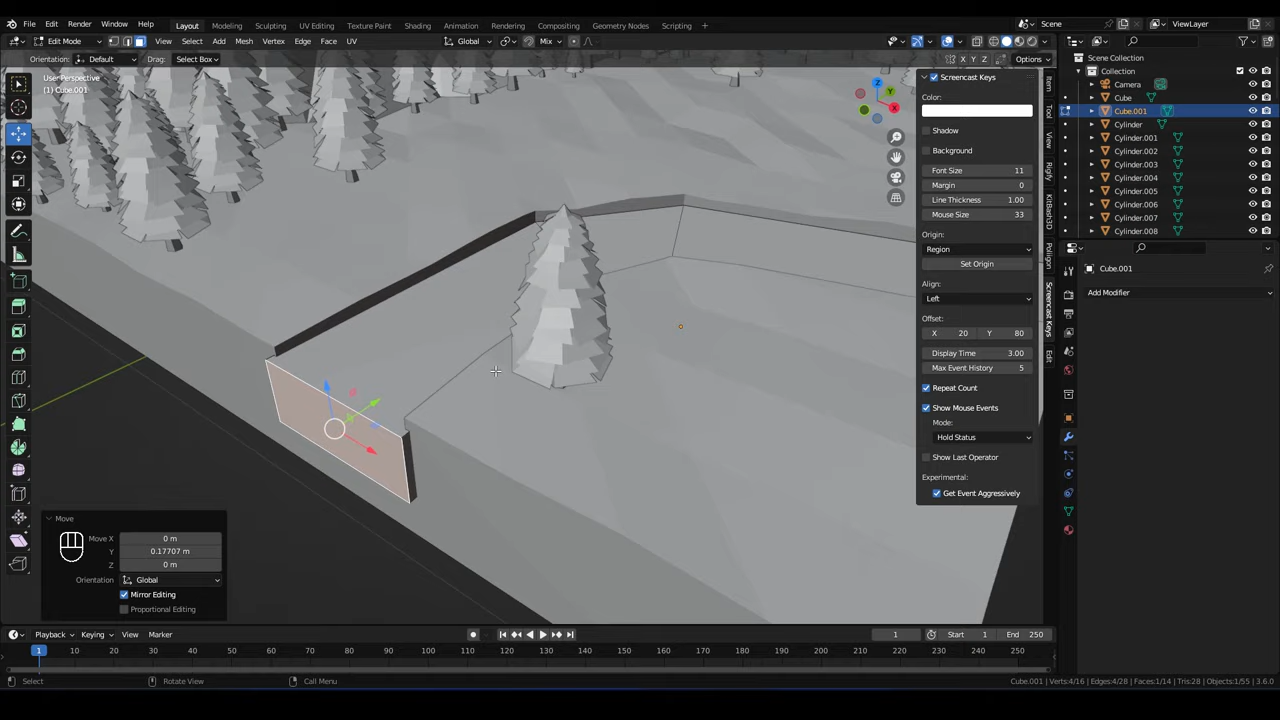 File Edit Render Window Help Layout Modeling Sculpting UV Editing Texture Paint Shading Animation Rendering Compositing Geometry Nodes Scripting + Scene ViewLayer
Edit Mode View Select Add Mesh Vertex Edge Face UV Global Mix
Orientation: Default Drag: Select Box X Y Z Options
User Perspective
(1) Cube.001
Z
Y
X
Screencast Keys
Color:
Shadow
Background
Font Size 11
Margin 0
Line Thickness 1.00
Mouse Size 33
Origin:
Region
Set Origin
Align:
Left
Offset:
X 20 Y 80
Display Time 3.00
Max Event History 5
Repeat Count
Show Mouse Events
Mode:
Hold Status
Show Last Operator
Experimental:
Get Event Aggressively
Item
Tool
View
Rigify
KitBash3D
Poliigon
Screencast Keys
Edit
Scene Collection
Collection
Camera
Cube
Cube.001
Cylinder
Cylinder.001
Cylinder.002
Cylinder.003
Cylinder.004
Cylinder.005
Cylinder.006
Cylinder.007
Cylinder.008
Cube.001
Add Modifier
Move
Move X 0 m
Y 0.17707 m
Z 0 m
Orientation Global
Mirror Editing
Proportional Editing
Playback Keying View Marker 1 Start 1 End 250
1 10 20 30 40 50 60 70 80 90 100 110 120 130 140 150 160 170 180 190 200 210 220 230 240 250
Select Rotate View Call Menu Cube.001 | Verts:4/16 | Edges:4/28 | Faces:1/14 | Tris:28 | Objects:1/55 | 3.6.0